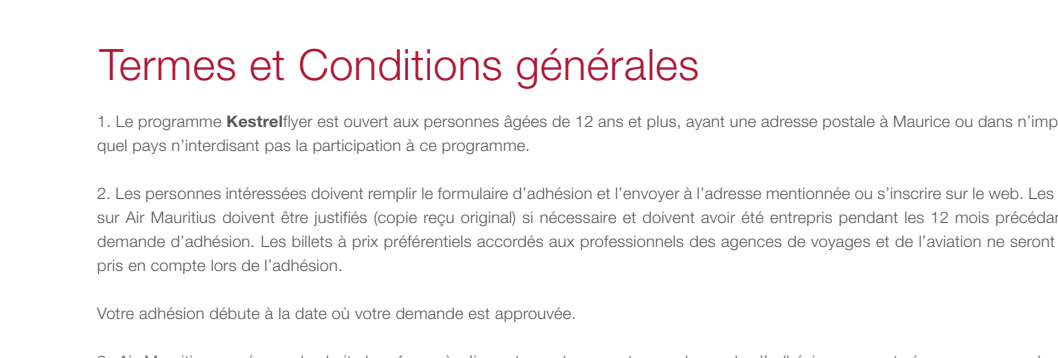 Termes et Conditions générales
1. Le programme Kestrelflyer est ouvert aux personnes âgées de 12 ans et plus, ayant une adresse postale à Maurice ou dans
quel pays n'interdisant pas la participation à ce programme.
2. Les personnes intéressées doivent remplir le formulaire d'adhésion et l'envoyer à l'adresse mentionnée ou s'inscrire sur le web. Les
sur Air Mauritius doivent être justifiés (copie reçu original) si nécessaire et doivent avoir été entrepris pendant les 12 mois
demande d'adhésion. Les billets à prix préférentiels accordés aux professionnels des agences de voyages et de l'aviation ne seront
pris en compte lors de l'adhésion.
Votre adhésion débute à la date où votre demande est approuvée.